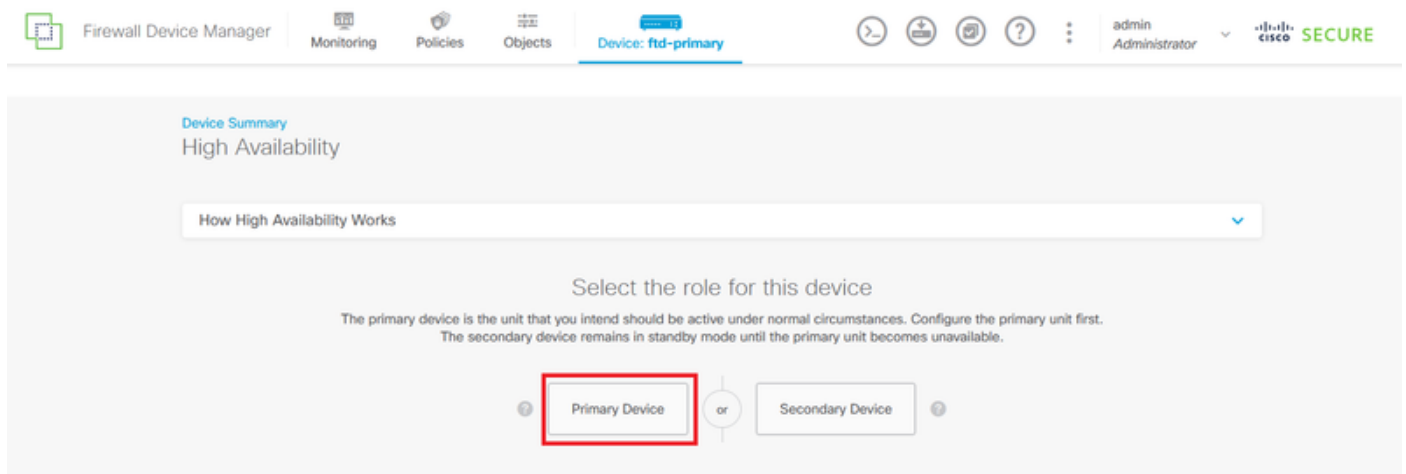 Firewall Device Manager
Monitoring
Policies
Objects
Device: ftd-primary
admin
Administrator
cisco SECURE
Device Summary
High Availability
How High Availability Works
Select the role for this device
The primary device is the unit that you intend should be active under normal circumstances. Configure the primary unit first.
The secondary device remains in standby mode until the primary unit becomes unavailable.
Primary Device
or
Secondary Device